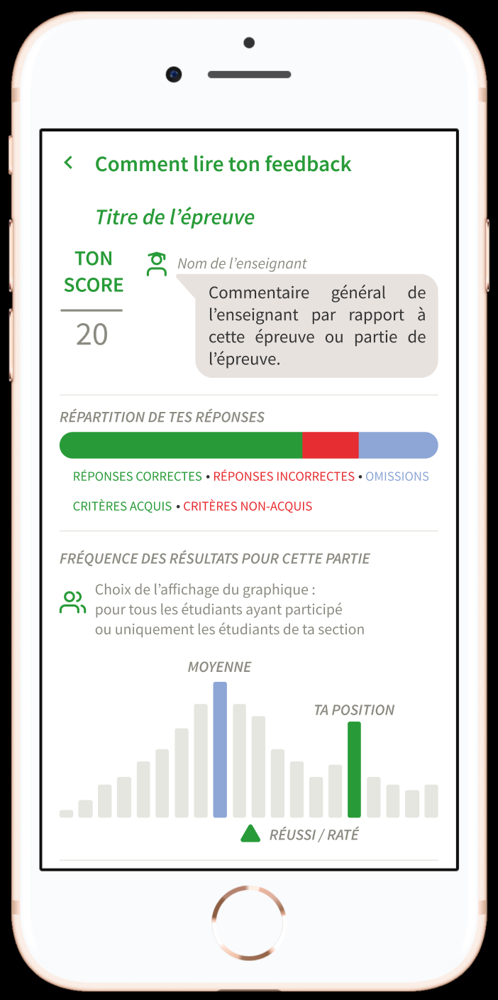 Comment lire ton feedback
Titre de l'épreuve
TON
SCORE
20
Nom de l'enseignant
Commentaire général de
l'enseignant par rapport à
cette épreuve ou partie de
l'épreuve.
RÉPARTITION DE TES RÉPONSES
RÉPONSES CORRECTES • RÉPONSES INCORRECTES • OMISSIONS
CRITÈRES ACQUIS • CRITÈRES NON-ACQUIS
FRÉQUENCE DES RÉSULTATS POUR CETTE PARTIE
Choix de l'affichage du graphique :
pour tous les étudiants ayant participé
ou uniquement les étudiants de ta section
MOYENNE
TA POSITION
RÉUSSI / RATÉ